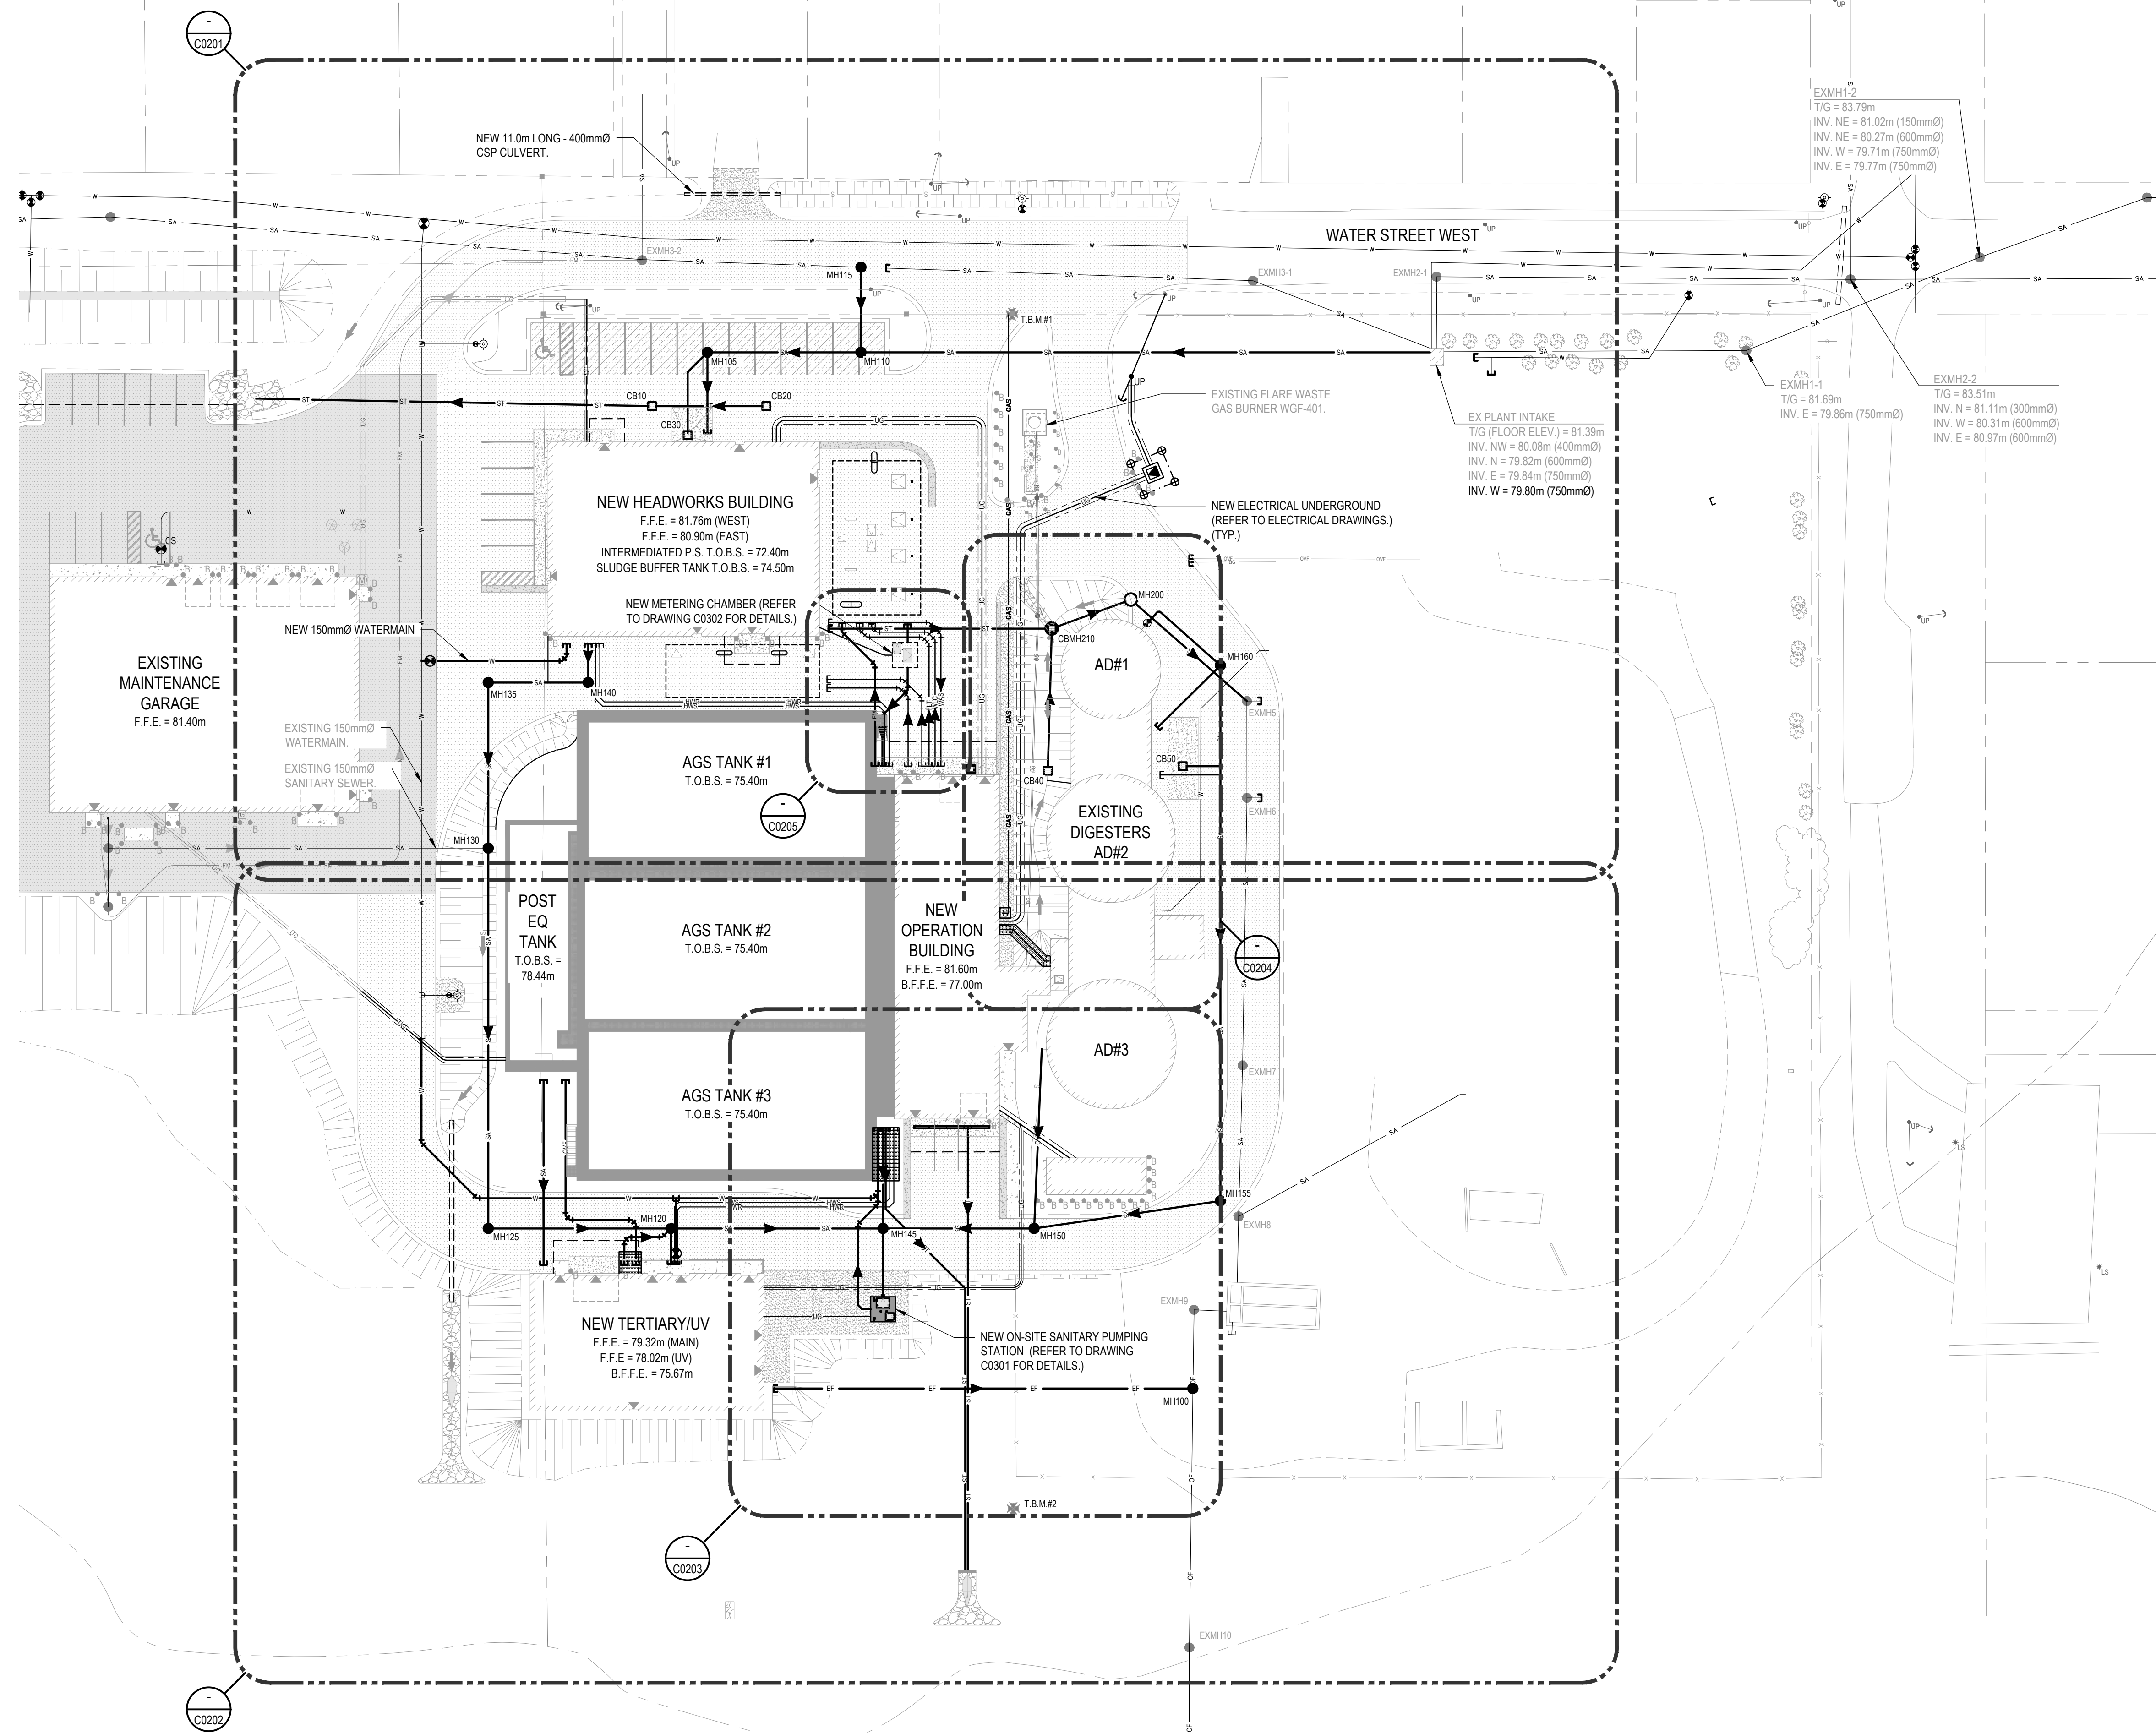 UP
-
C0201
EXMH1-2
T/G = 83.79m
INV. NE = 81.02m (150mmØ)
INV. NE = 80.27m (600mmØ)
INV. W = 79.71m (750mmØ)
INV. E = 79.77m (750mmØ)
NEW 11.0m LONG - 400mmØ
CSP CULVERT.
WATER STREET WEST
EXMH3-2
MH115
EXMH3-1
EXMH2-1
T.B.M.#1
MH105
MH110
EXISTING FLARE WASTE
GAS BURNER WGF-401.
EXMH1-1
T/G = 81.69m
INV. E = 79.86m (750mmØ)
EXMH2-2
T/G = 83.51m
INV. N = 81.11m (300mmØ)
INV. W = 80.31m (600mmØ)
INV. E = 80.97m (600mmØ)
EX PLANT INTAKE
T/G (FLOOR ELEV.) = 81.39m
INV. NW = 80.08m (400mmØ)
INV. N = 79.82m (600mmØ)
INV. E = 79.84m (750mmØ)
INV. W = 79.80m (750mmØ)
CB10
CB20
CB30
NEW HEADWORKS BUILDING
F.F.E. = 81.76m (WEST)
F.F.E. = 80.90m (EAST)
INTERMEDIATED P.S. T.O.B.S. = 72.40m
SLUDGE BUFFER TANK T.O.B.S. = 74.50m
NEW ELECTRICAL UNDERGROUND
(REFER TO ELECTRICAL DRAWINGS.)
(TYP.)
CS
NEW METERING CHAMBER (REFER
TO DRAWING C0302 FOR DETAILS.)
NEW 150mmØ WATERMAIN
MH200
CBMH210
MH160
AD#1
EXISTING
MAINTENANCE
GARAGE
F.F.E. = 81.40m
MH135
MH140
EXMH5
EXISTING 150mmØ
WATERMAIN.
EXISTING 150mmØ
SANITARY SEWER.
AGS TANK #1
T.O.B.S. = 75.40m
CB40
CB50
EXMH6
-
C0205
EXISTING
DIGESTERS
AD#2
MH130
POST
EQ
TANK
T.O.B.S. =
78.44m
AGS TANK #2
T.O.B.S. = 75.40m
NEW
OPERATION
BUILDING
F.F.E. = 81.60m
B.F.F.E. = 77.00m
-
C0204
AD#3
EXMH7
AGS TANK #3
T.O.B.S. = 75.40m
UP
LS
MH155
EXMH8
MH125
MH120
MH145
MH150
LS
EXMH9
NEW TERTIARY/UV
F.F.E. = 79.32m (MAIN)
F.F.E = 78.02m (UV)
B.F.F.E. = 75.67m
NEW ON-SITE SANITARY PUMPING
STATION (REFER TO DRAWING
C0301 FOR DETAILS.)
MH100
T.B.M.#2
-
C0203
EXMH10
-
C0202